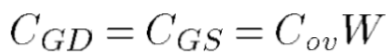 C_{GD} = C_{GS} = C_{ov}W